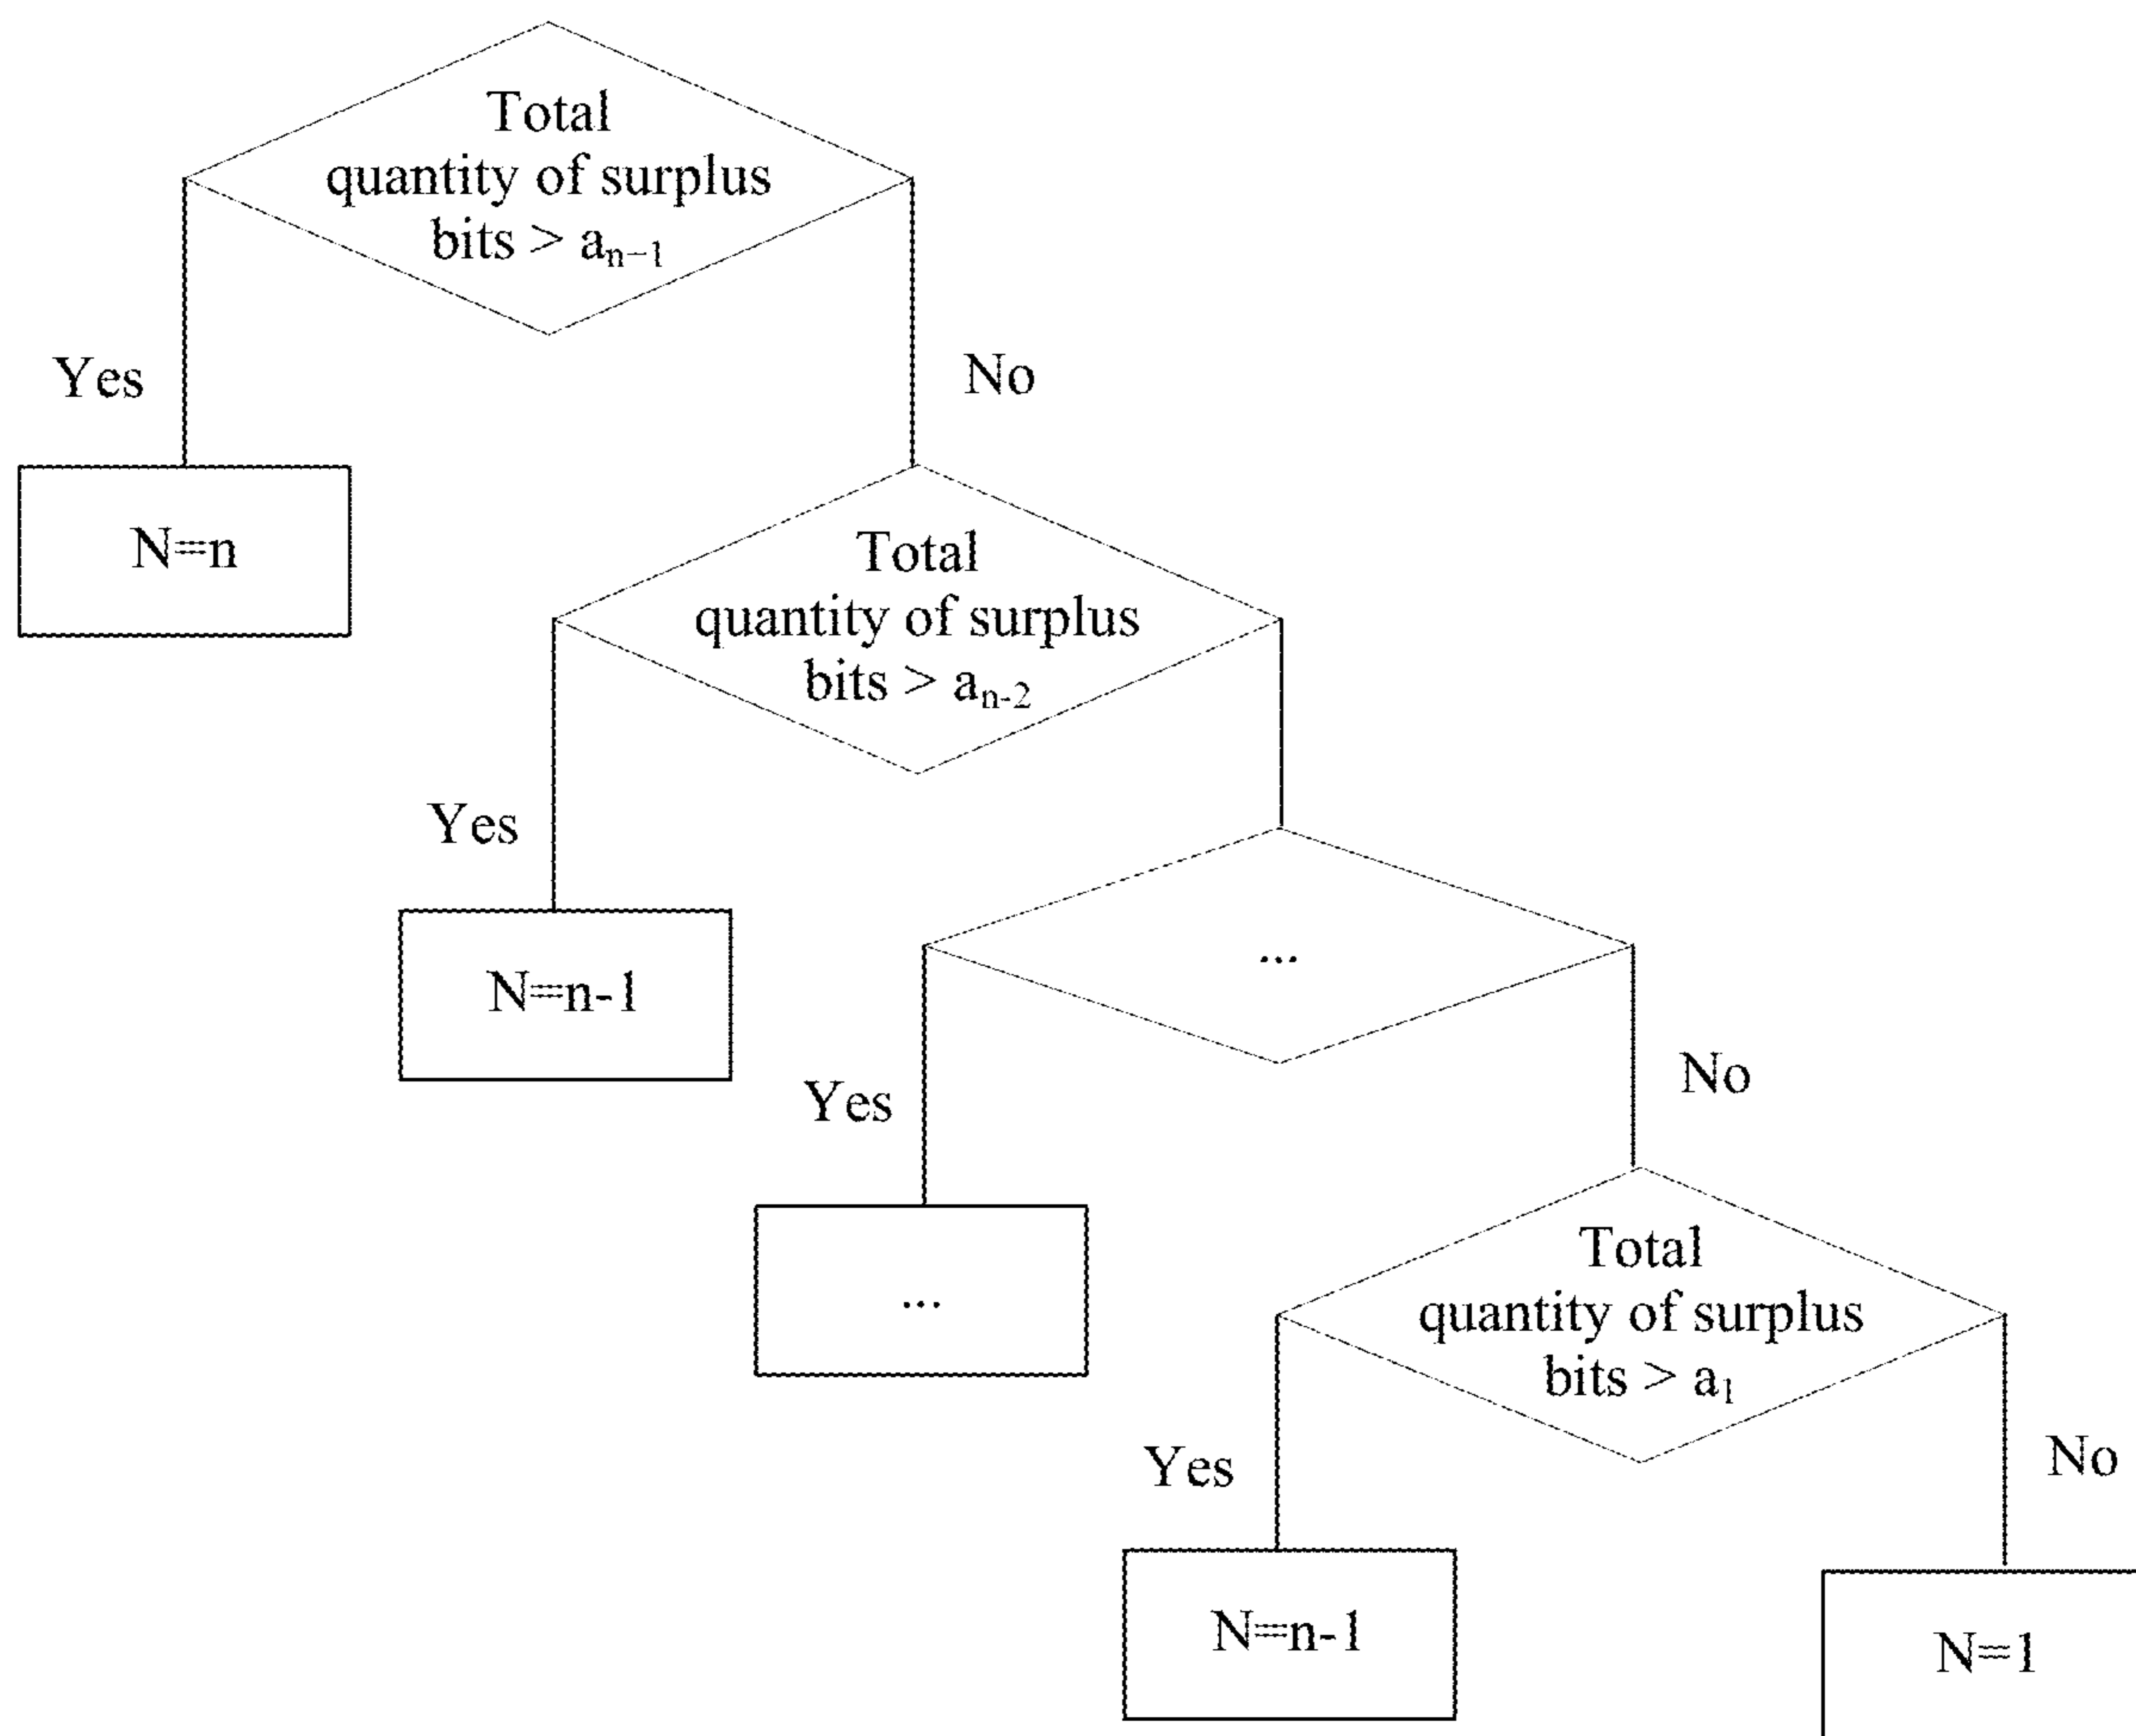 Total
quantity of surplus
bits > aₙ₋₁
Yes
No
N=n
Total
quantity of surplus
bits > aₙ₋₂
Yes
N=n-1
...
Yes
No
...
Total
quantity of surplus
bits > a₁
Yes
No
N=n-1
N=1